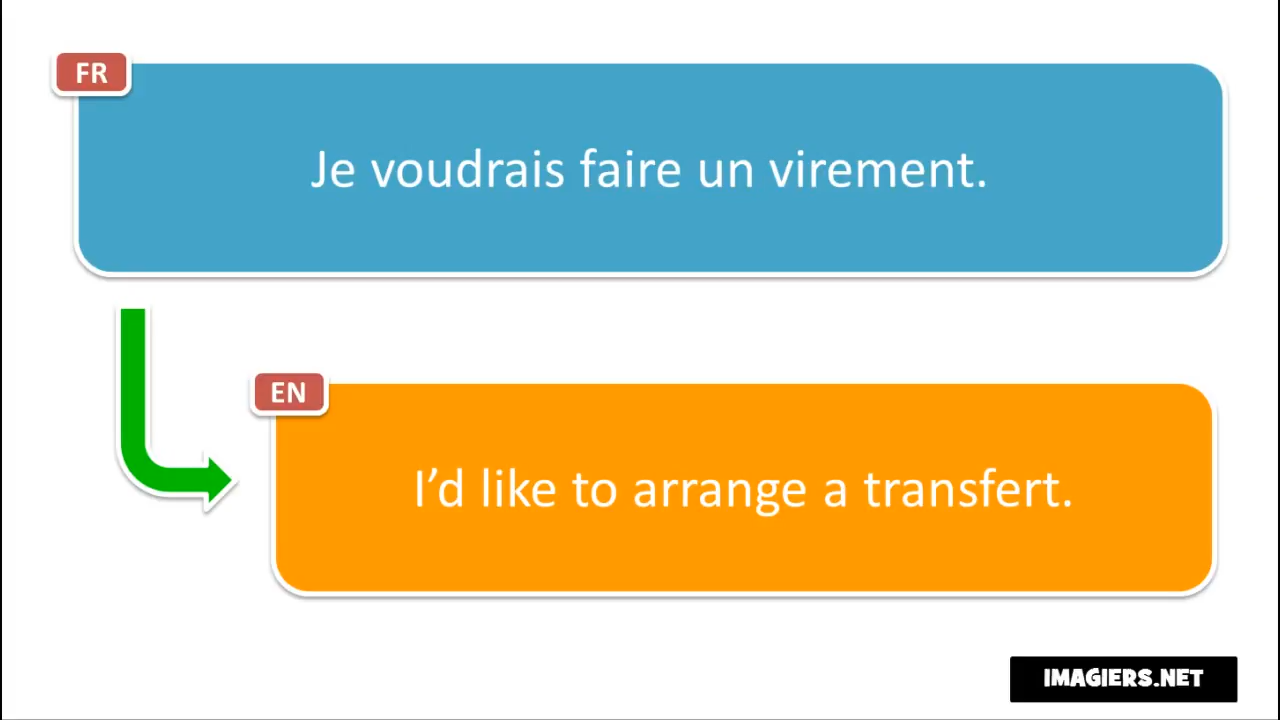 FR
Je voudrais faire un virement.
EN
I’d like to arrange a transfert.
IMAGIERS.NET